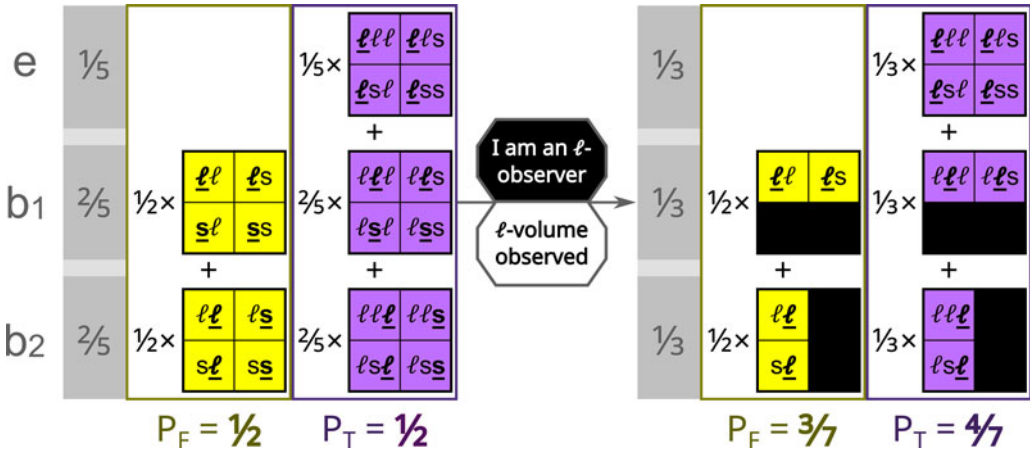 e ⅕ ⅕× ℓℓℓ ℓℓs ⅓ ⅓× ℓℓℓ ℓℓs
ℓsℓ ℓss ℓsℓ ℓss
+ +
b₁ ⅖ ½× ℓℓ ℓs ⅖× ℓℓℓ ℓℓs I am an ℓ- ⅓ ½× ℓℓ ℓs ⅓× ℓℓℓ ℓℓs
sℓ ss ℓsℓ ℓss observer
+ + ℓ-volume + +
observed
b₂ ⅖ ½× ℓℓ ℓs ⅖× ℓℓℓ ℓℓs ⅓ ½× ℓℓ ⅓× ℓℓℓ
sℓ ss ℓsℓ ℓss sℓ ℓsℓ
P_F = ½ P_T = ½ P_F = 3⁄7 P_T = 4⁄7